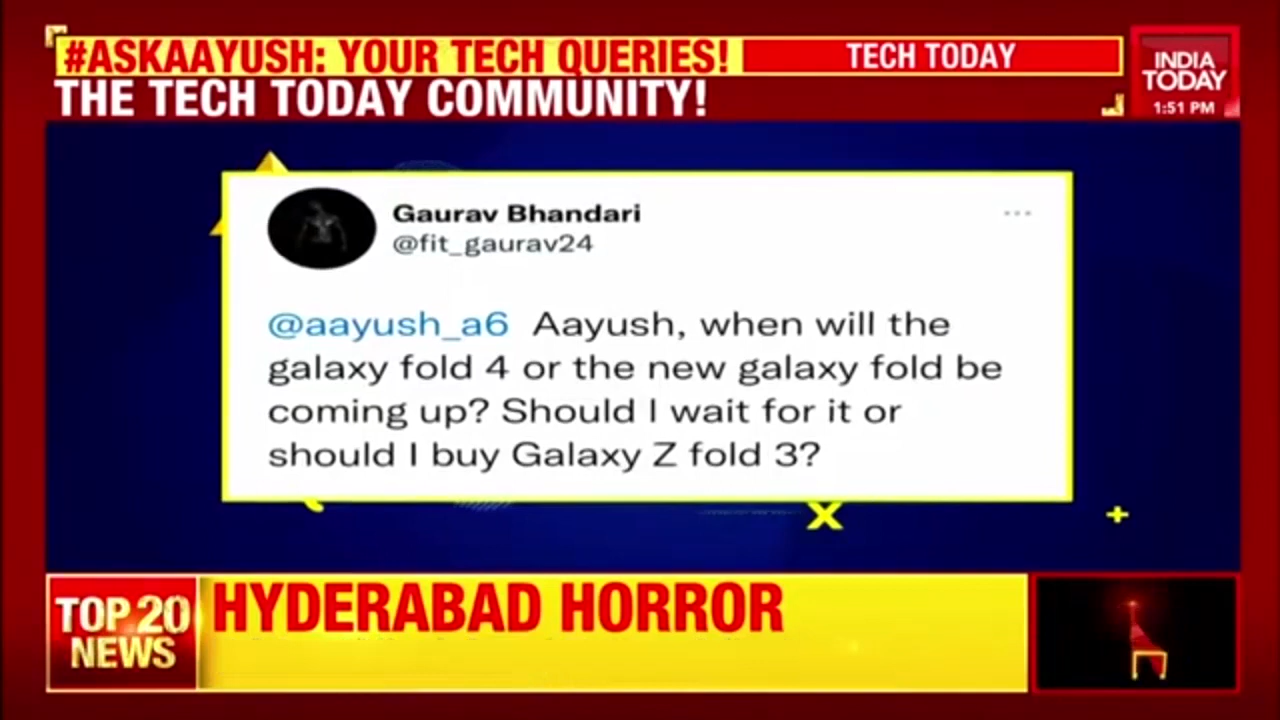 #ASKAAYUSH: YOUR TECH QUERIES!
TECH TODAY
THE TECH TODAY COMMUNITY!
INDIA
TODAY
1:51 PM
Gaurav Bhandari
@fit_gaurav24
@aayush_a6 Aayush, when will the
galaxy fold 4 or the new galaxy fold be
coming up? Should I wait for it or
should I buy Galaxy Z fold 3?
TOP 20
NEWS
HYDERABAD HORROR